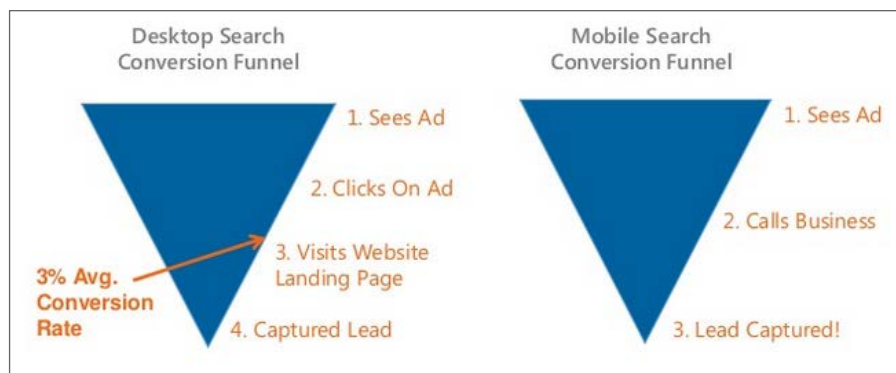 Desktop Search
Conversion Funnel
1. Sees Ad
2. Clicks On Ad
3. Visits Website
Landing Page
4. Captured Lead
3% Avg.
Conversion
Rate
Mobile Search
Conversion Funnel
1. Sees Ad
2. Calls Business
3. Lead Captured!